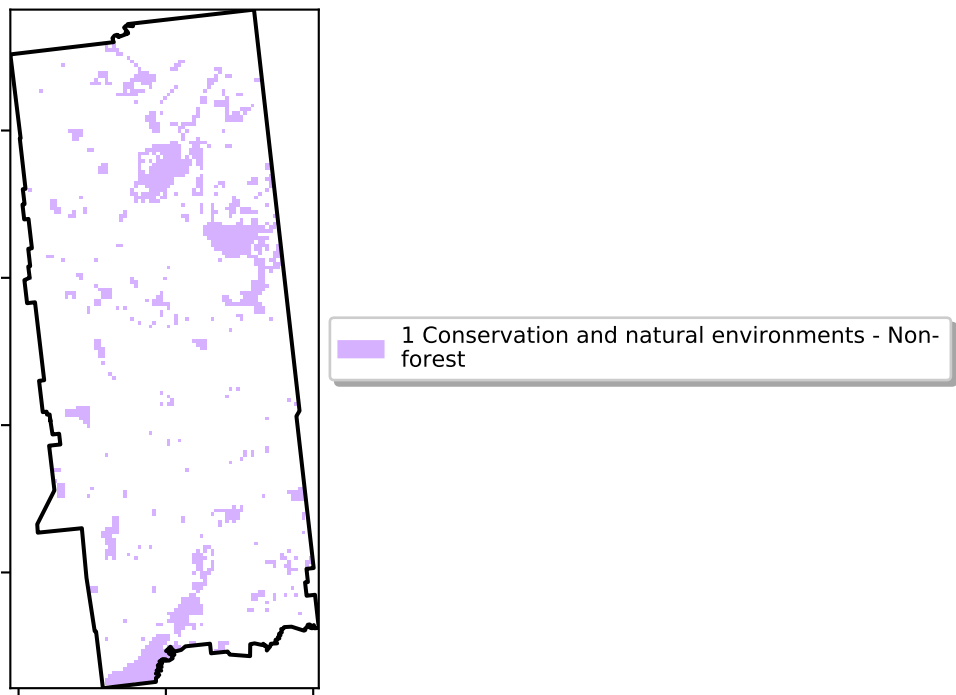 1 Conservation and natural environments - Non-
forest